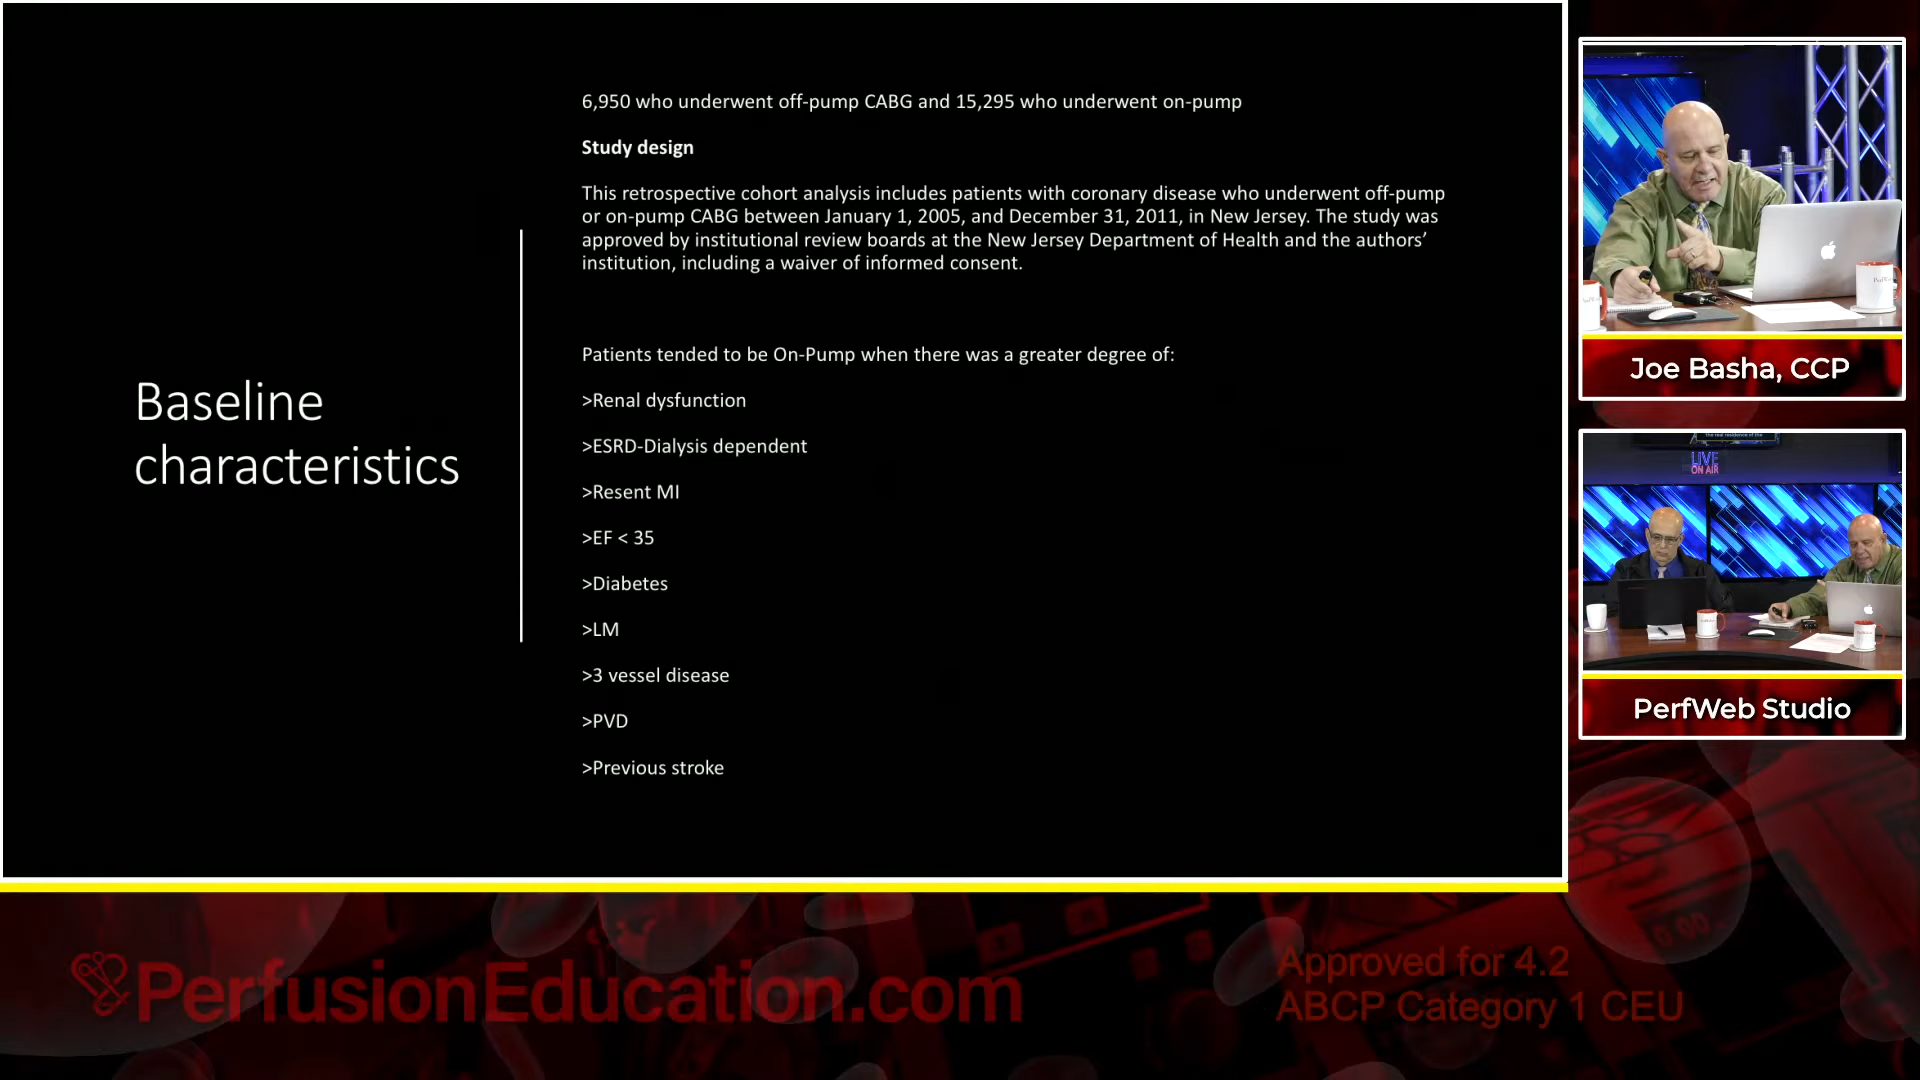 6,950 who underwent off-pump CABG and 15,295 who underwent on-pump
Study design
This retrospective cohort analysis includes patients with coronary disease who underwent off-pump
or on-pump CABG between January 1, 2005, and December 31, 2011, in New Jersey. The study was
approved by institutional review boards at the New Jersey Department of Health and the authors’
institution, including a waiver of informed consent.
Patients tended to be On-Pump when there was a greater degree of:
>Renal dysfunction
>ESRD-Dialysis dependent
>Resent MI
>EF < 35
>Diabetes
>LM
>3 vessel disease
>PVD
>Previous stroke
Baseline
characteristics
Joe Basha, CCP
LIVE
ON AIR
PerfWeb Studio
PerfusionEducation.com
Approved for 4.2
ABCP Category 1 CEU